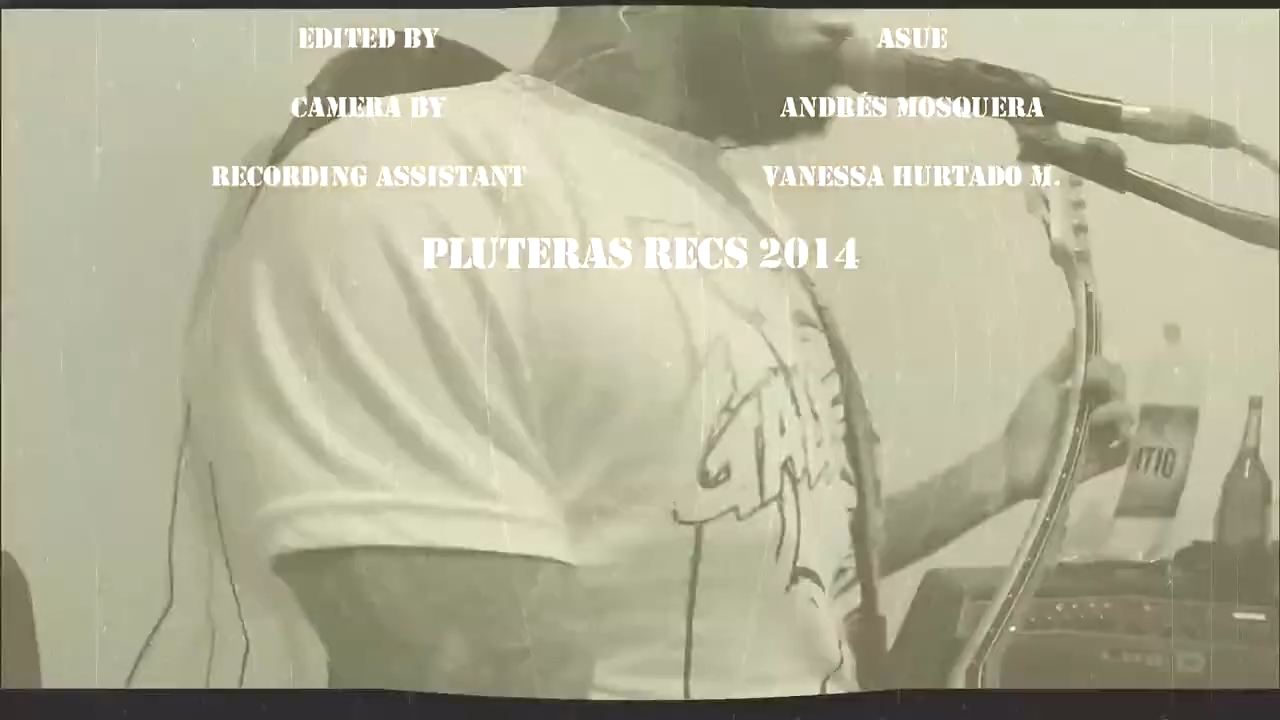 EDITED BY ASUE
CAMERA BY ANDRÉS MOSQUERA
RECORDING ASSISTANT VANESSA HURTADO M.
PLUTERAS RECS 2014